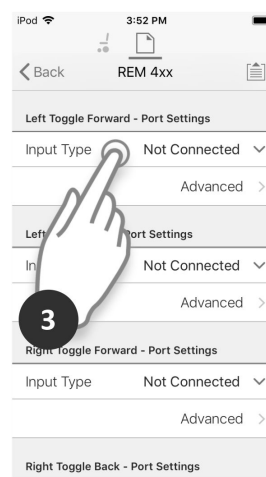 iPod 3:52 PM
Back REM 4xx
Left Toggle Forward - Port Settings
Input Type Not Connected
Advanced
Left Port Settings
In Not Connected
Advanced
3
Right Toggle Forward - Port Settings
Input Type Not Connected
Advanced
Right Toggle Back - Port Settings